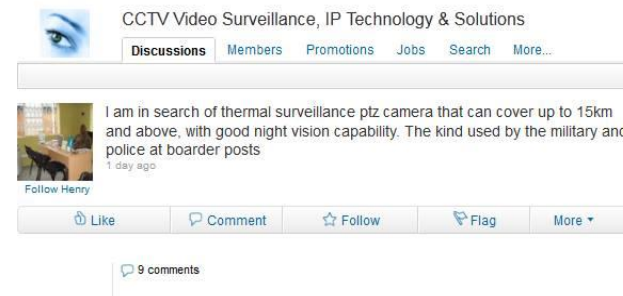 CCTV Video Surveillance, IP Technology & Solutions
Discussions Members Promotions Jobs Search More...
I am in search of thermal surveillance ptz camera that can cover up to 15km
and above, with good night vision capability. The kind used by the military and
police at boarder posts
1 day ago
Follow Henry
Like Comment Follow Flag More
9 comments